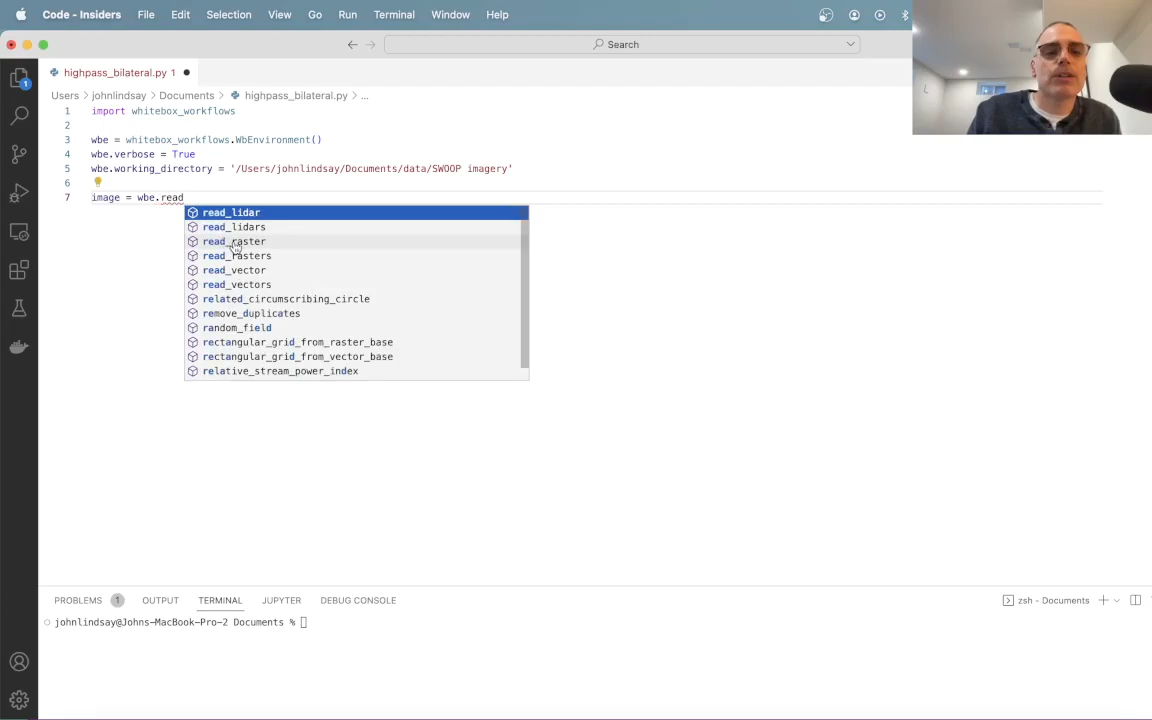 Code - Insiders File Edit Selection View Go Run Terminal Window Help
Search
highpass_bilateral.py 1
Users > johnlindsay > Documents > highpass_bilateral.py > ...
1 import whitebox_workflows
2
3 wbe = whitebox_workflows.WbEnvironment()
4 wbe.verbose = True
5 wbe.working_directory = '/Users/johnlindsay/Documents/data/SWOOP imagery'
6
7 image = wbe.read
read_lidar
read_lidars
read_raster
read_rasters
read_vector
read_vectors
related_circumscribing_circle
remove_duplicates
random_field
rectangular_grid_from_raster_base
rectangular_grid_from_vector_base
relative_stream_power_index
1
PROBLEMS 1 OUTPUT TERMINAL JUPYTER DEBUG CONSOLE
zsh - Documents
johnlindsay@Johns-MacBook-Pro-2 Documents %